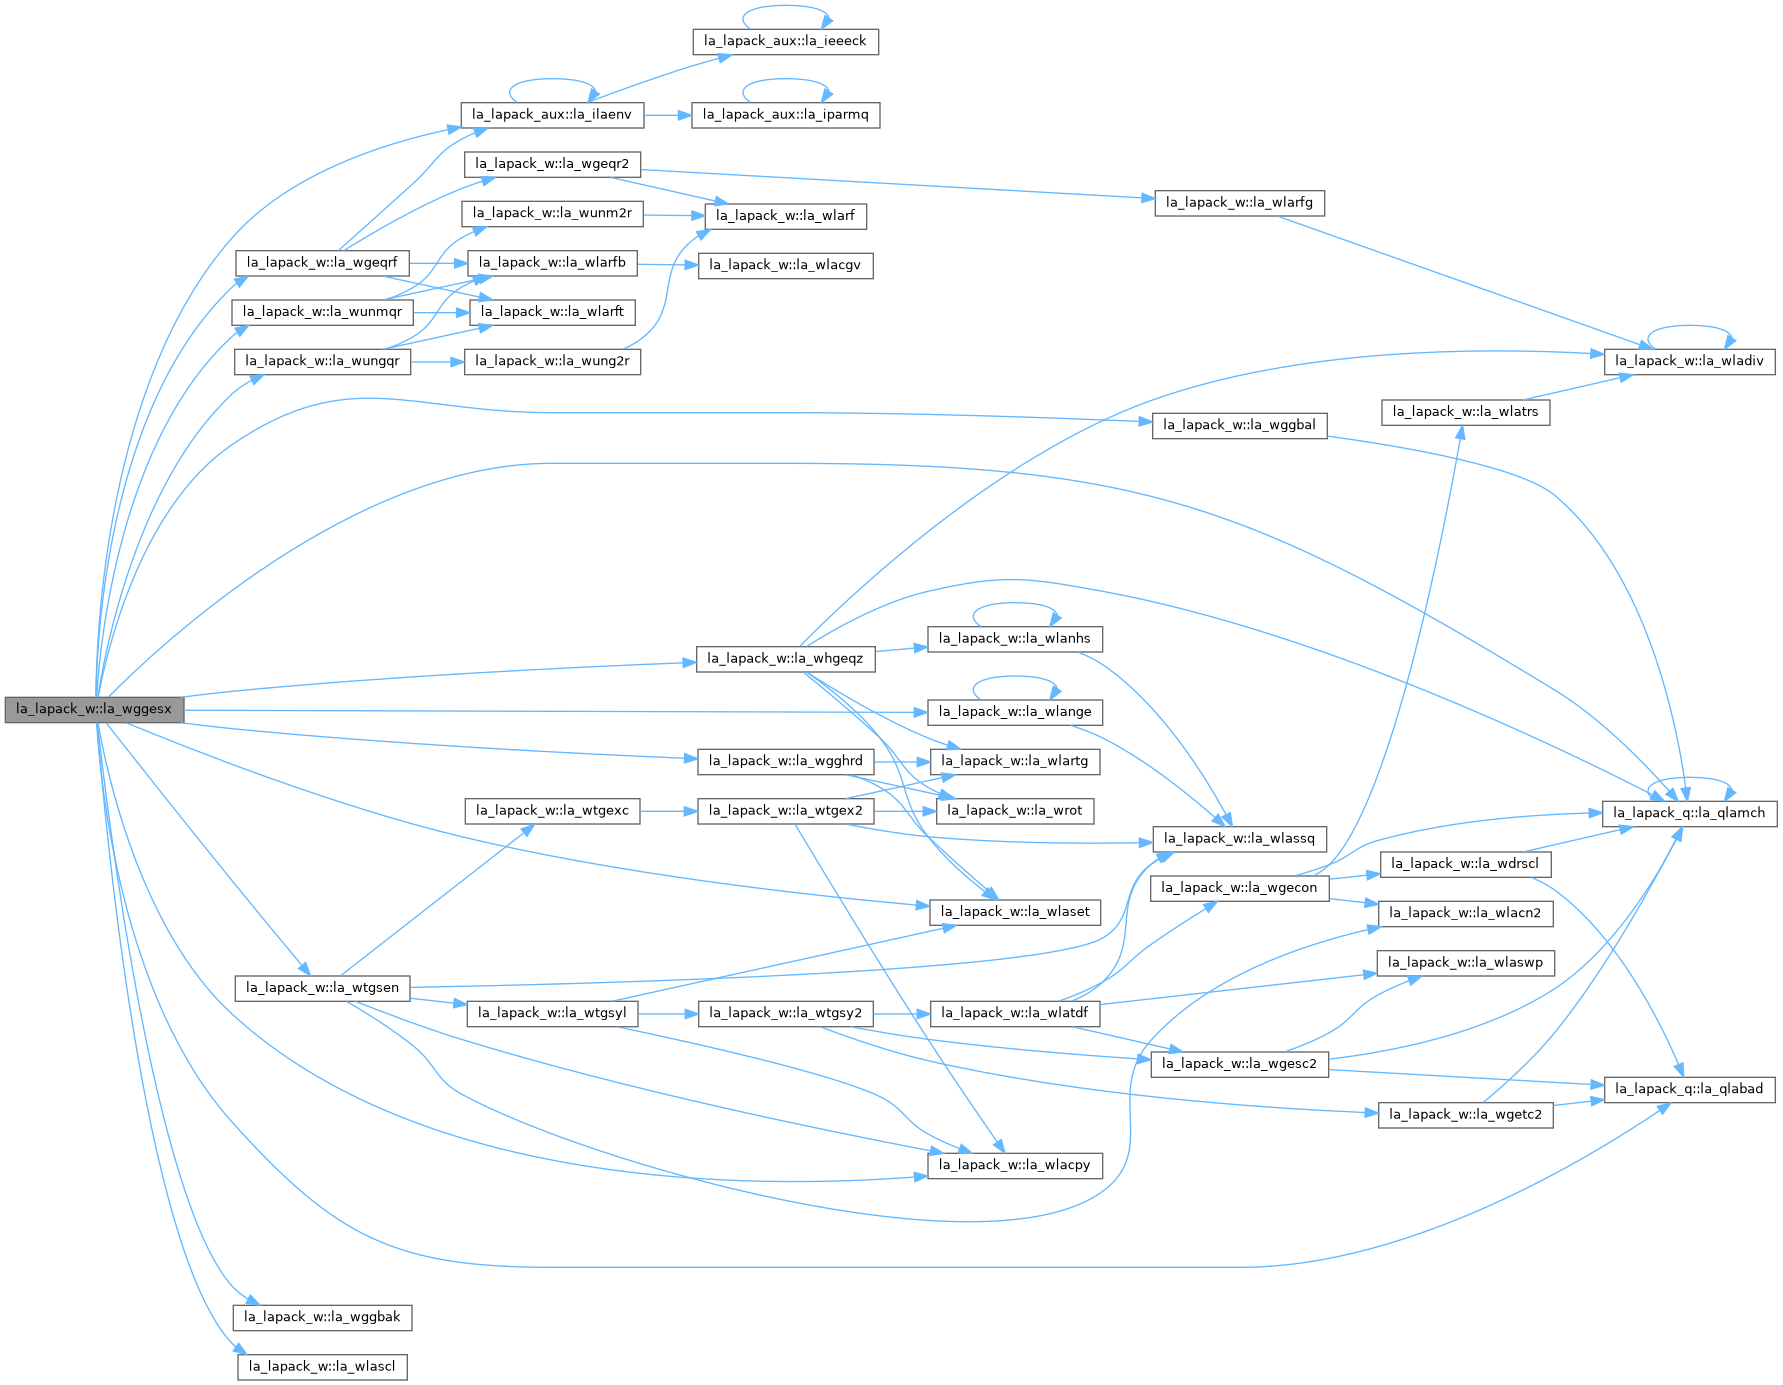 la_lapack_aux::la_ieeeck
la_lapack_aux::la_ilaenv
la_lapack_aux::la_iparmq
la_lapack_w::la_wgeqr2
la_lapack_w::la_wlarfg
la_lapack_w::la_wunm2r
la_lapack_w::la_wlarf
la_lapack_w::la_wgeqrf
la_lapack_w::la_wlarfb
la_lapack_w::la_wlacgv
la_lapack_w::la_wunmqr
la_lapack_w::la_wlarft
la_lapack_w::la_wungqr
la_lapack_w::la_wung2r
la_lapack_w::la_wladiv
la_lapack_w::la_wlatrs
la_lapack_w::la_wggbal
la_lapack_w::la_wlanhs
la_lapack_w::la_whgeqz
la_lapack_w::la_wggesx
la_lapack_w::la_wlange
la_lapack_w::la_wgghrd
la_lapack_w::la_wlartg
la_lapack_w::la_wtgexc
la_lapack_w::la_wtgex2
la_lapack_w::la_wrot
la_lapack_q::la_qlamch
la_lapack_w::la_wlassq
la_lapack_w::la_wdrscl
la_lapack_w::la_wgecon
la_lapack_w::la_wlaset
la_lapack_w::la_wlacn2
la_lapack_w::la_wlaswp
la_lapack_w::la_wtgsen
la_lapack_w::la_wtgsyl
la_lapack_w::la_wtgsy2
la_lapack_w::la_wlatdf
la_lapack_w::la_wgesc2
la_lapack_q::la_qlabad
la_lapack_w::la_wgetc2
la_lapack_w::la_wlacpy
la_lapack_w::la_wggbak
la_lapack_w::la_wlascl